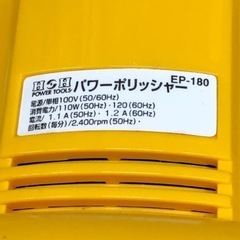 POWER TOOLS パワーポリッシャー EP-180
電源/単相100V (50/60Hz)
消費電力/110W(50Hz)・120(60Hz)
電流/1.1A(50Hz)・1.2A(60Hz)
回転数(毎分)/2,400rpm(50Hz)・